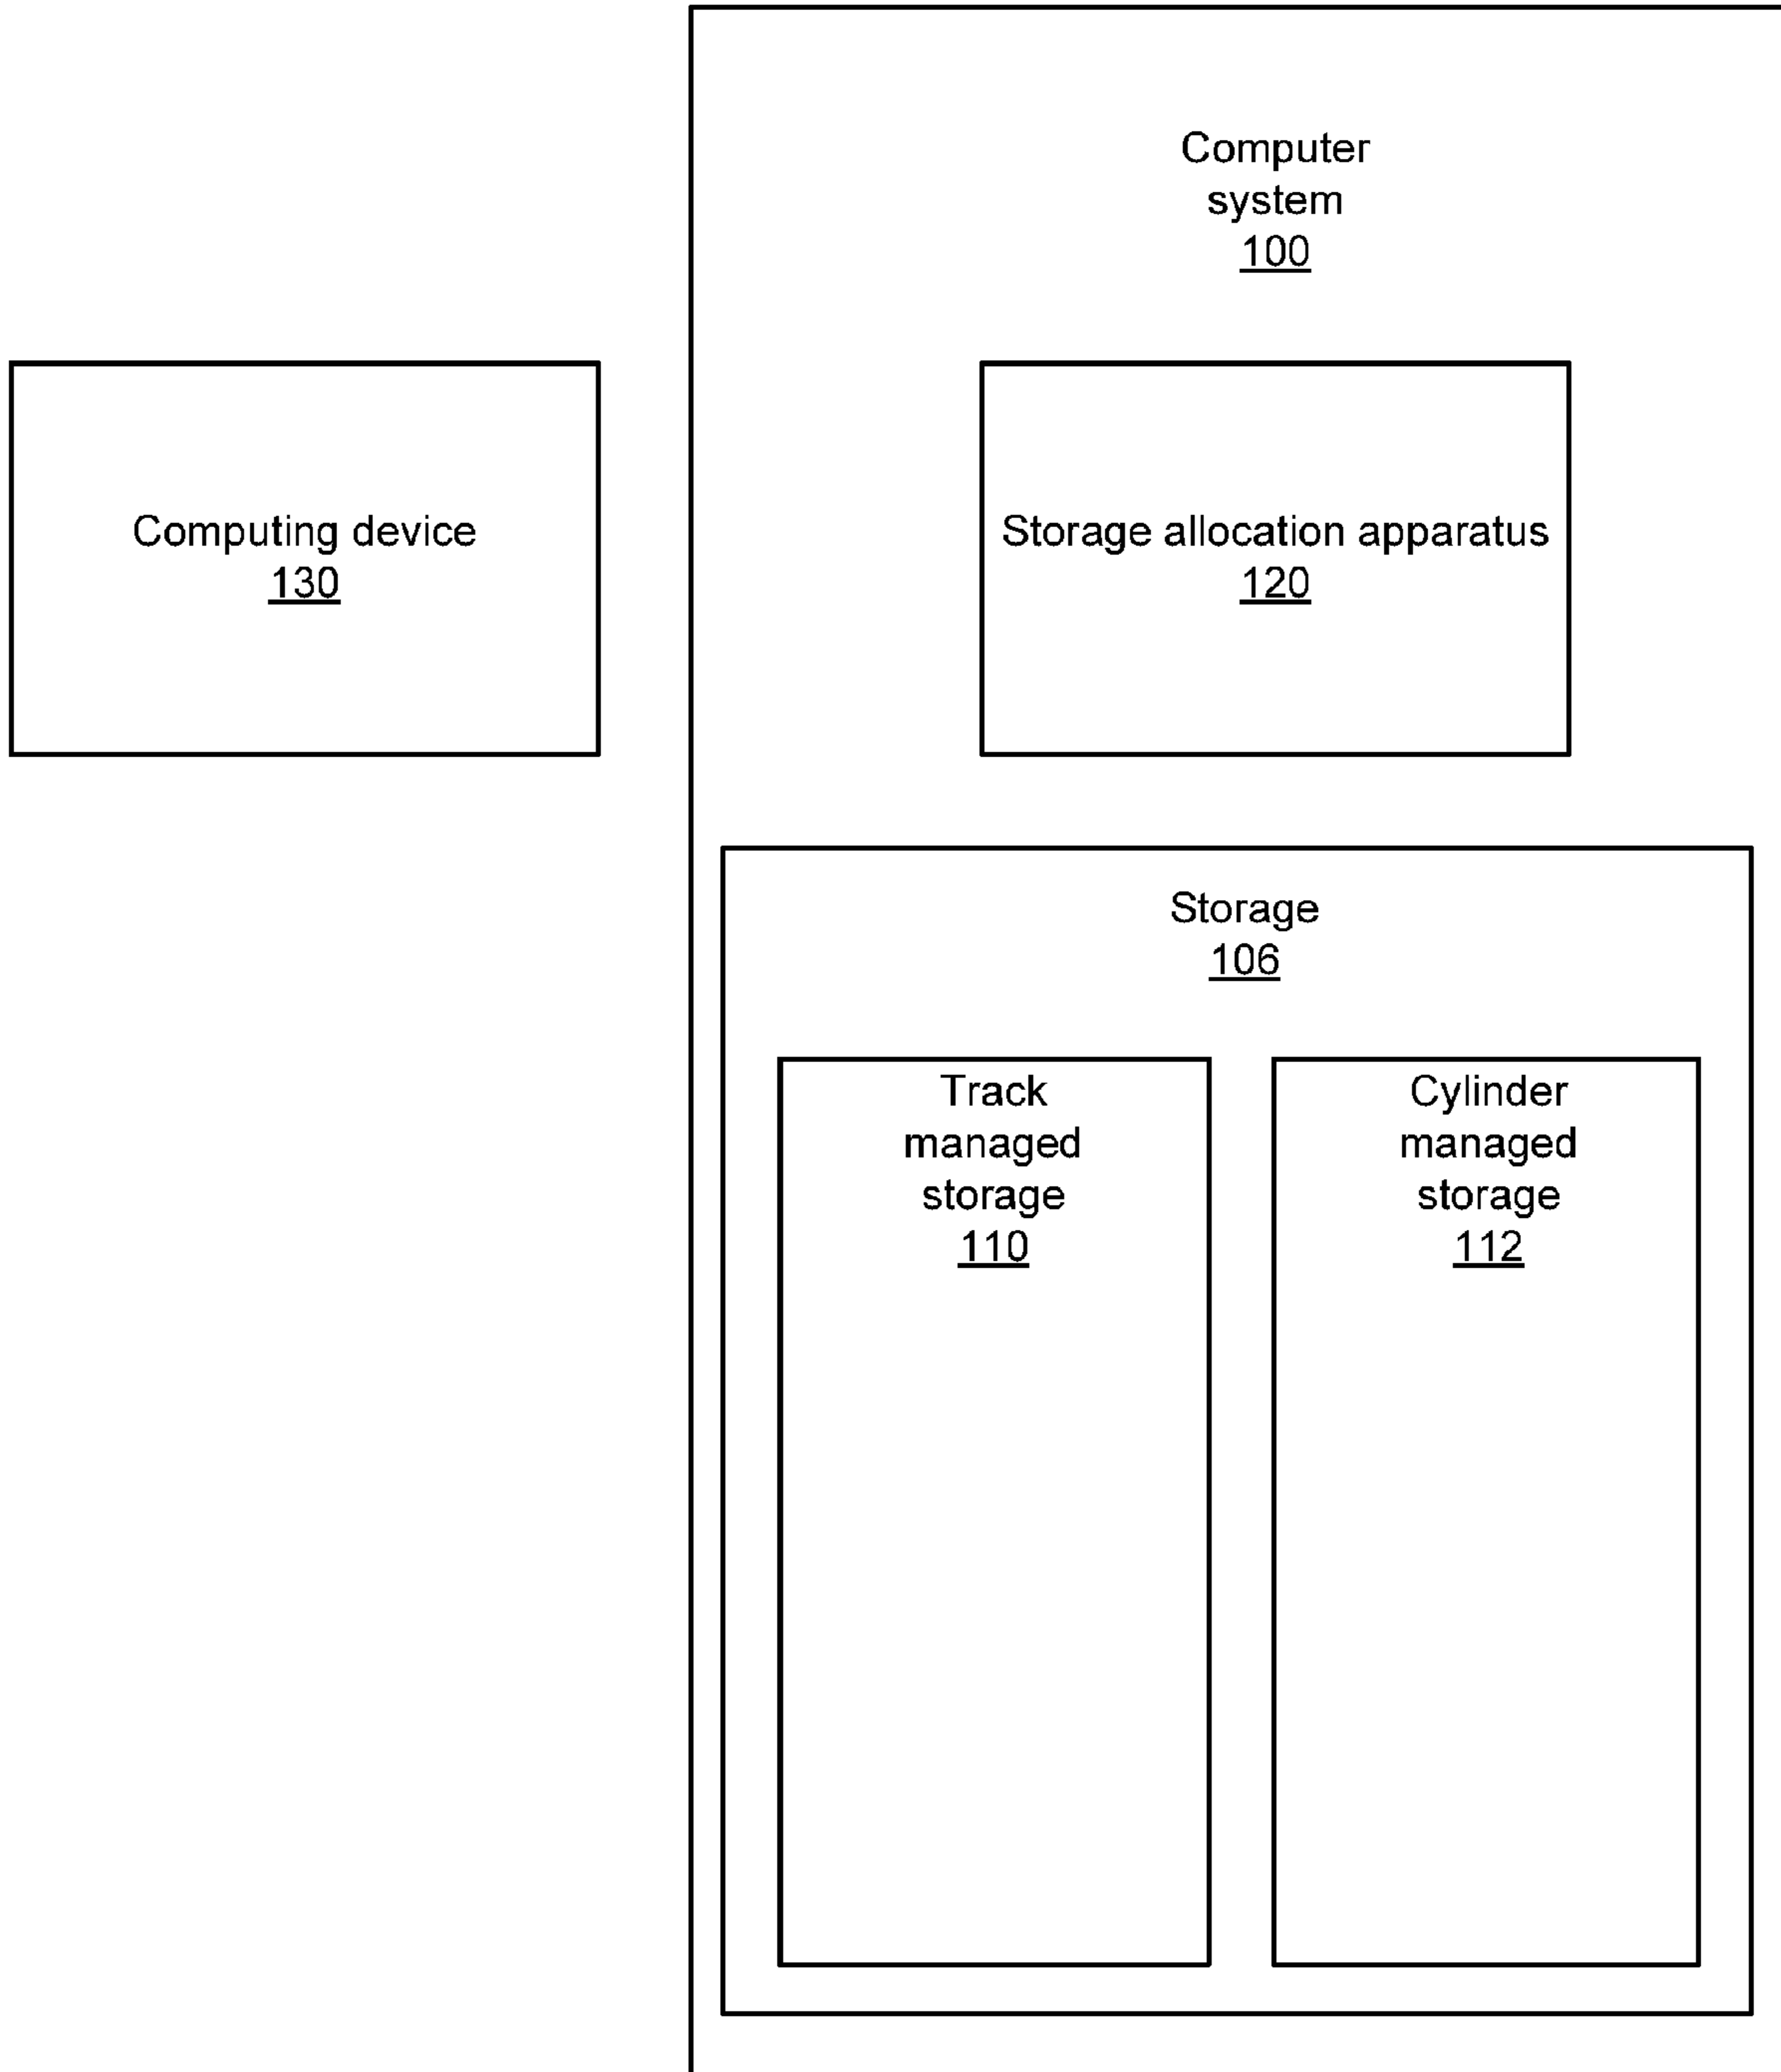 Computer
system
100
Computing device
130
Storage allocation apparatus
120
Storage
106
Track
managed
storage
110
Cylinder
managed
storage
112